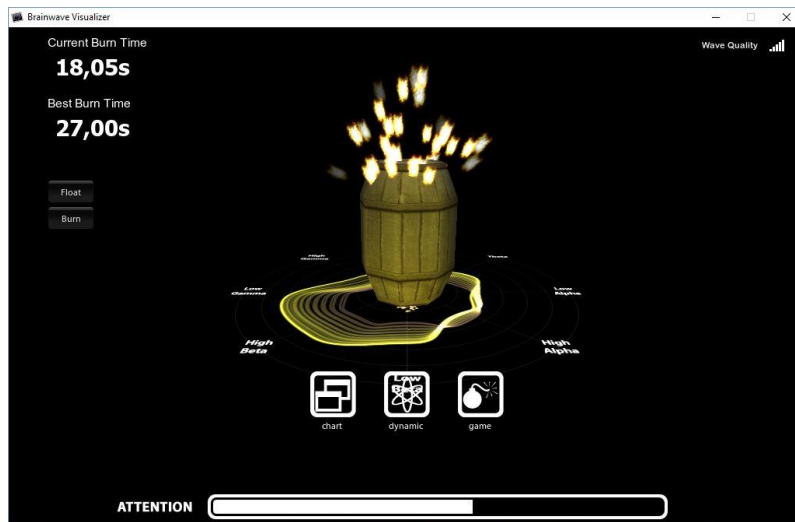 Brainwave Visualizer
Current Burn Time
18,05s
Wave Quality
Best Burn Time
27,00s
Float
Burn
High
Gamma
Theta
Low
Gamma
Low
Alpha
High
Beta
High
Alpha
Low
Beta
chart
dynamic
game
ATTENTION